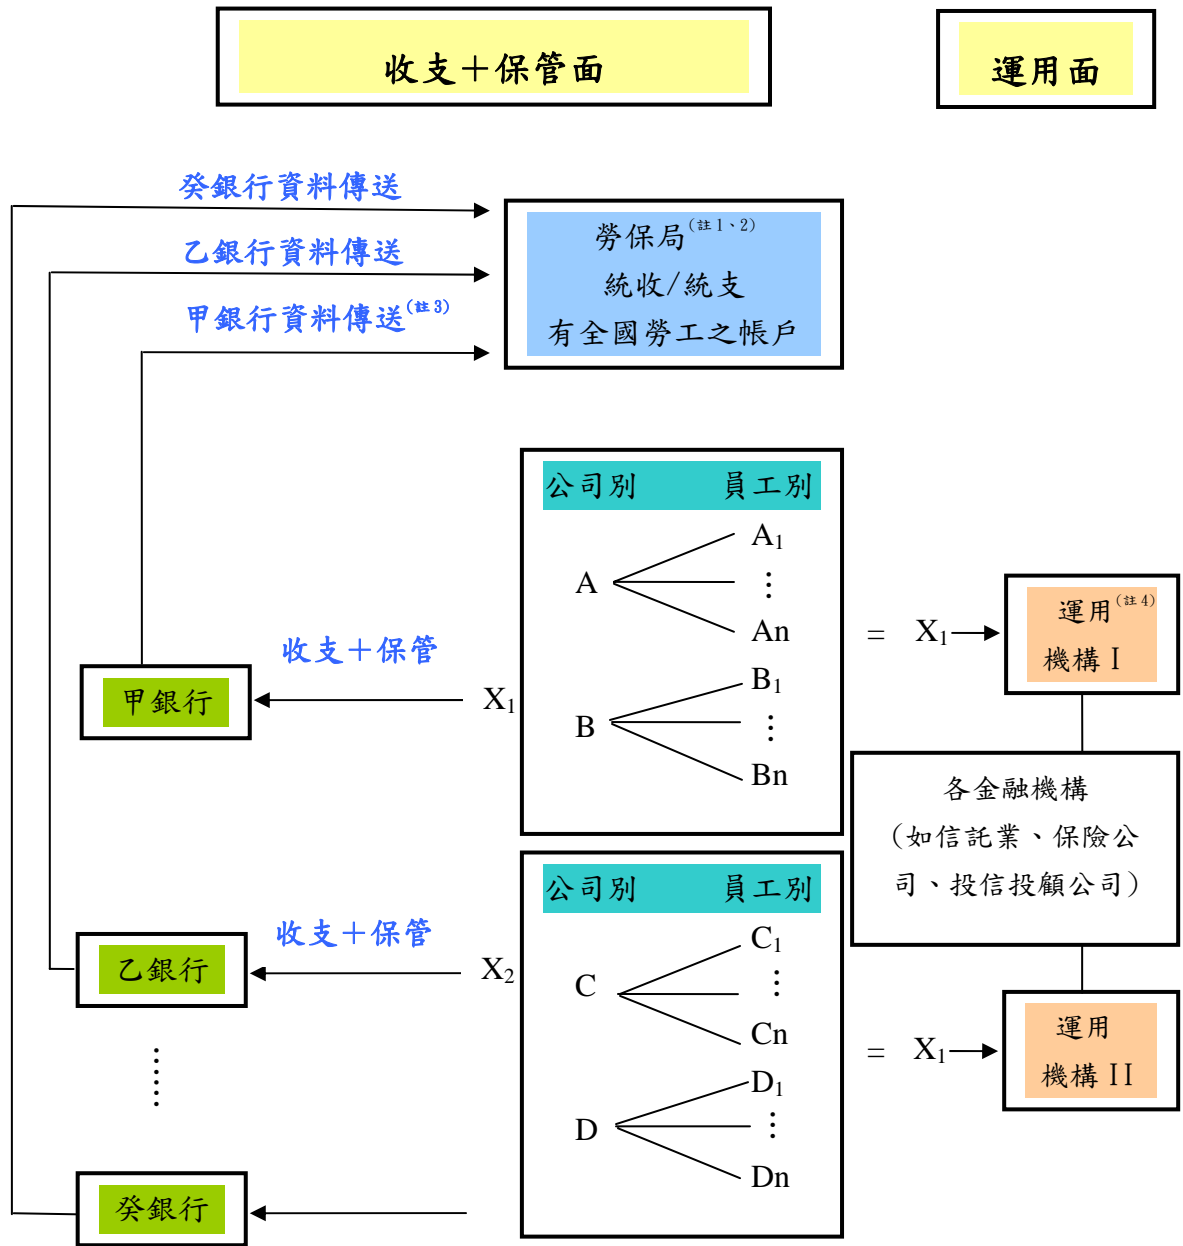 收支＋保管面
運用面
癸銀行資料傳送
乙銀行資料傳送
甲銀行資料傳送(註3)
勞保局(註1、2)
統收/統支
有全國勞工之帳戶
公司別 員工別
A
A1
⋮
An
B
B1
⋮
Bn
= X1
運用(註4)
機構 I
收支＋保管
甲銀行
X1
各金融機構
（如信託業、保險公
司、投信投顧公司）
公司別 員工別
C
C1
⋮
Cn
D
D1
⋮
Dn
= X1
運用
機構 II
收支＋保管
乙銀行
X2
⋮
癸銀行